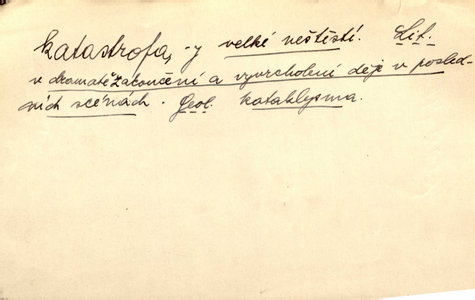 katastrofa, -y velké neštěstí. Lit.
v dramatě zakončení a vyvrcholení děje v posled-
ních scénách. Geol. kataklysma.